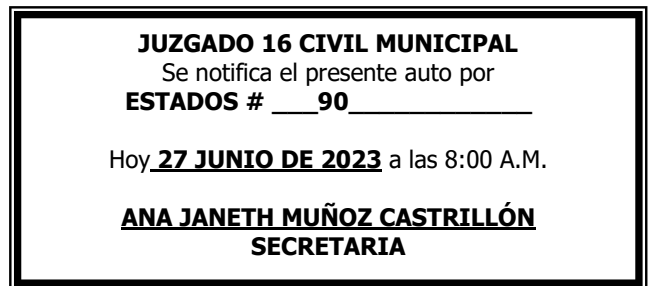 JUZGADO 16 CIVIL MUNICIPAL
Se notifica el presente auto por
ESTADOS # ___90____________
Hoy 27 JUNIO DE 2023 a las 8:00 A.M.
ANA JANETH MUÑOZ CASTRILLÓN
SECRETARIA